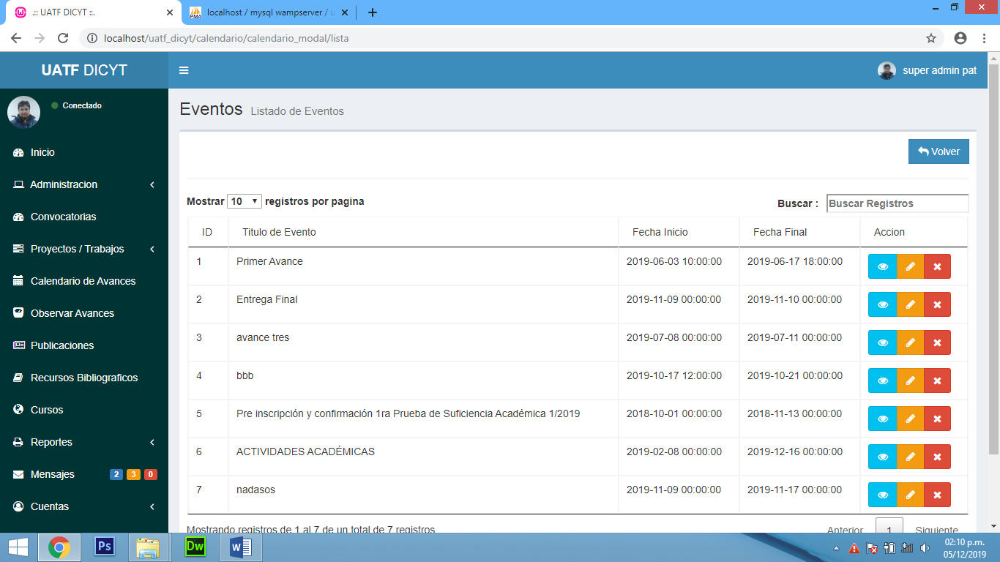 .:: UATF DICYT ::.
localhost / mysql wampserver / u
localhost/uatf_dicyt/calendario/calendario_modal/lista
UATF DICYT
super admin pat
Conectado
Inicio
Administracion
Convocatorias
Proyectos / Trabajos
Calendario de Avances
Observar Avances
Publicaciones
Recursos Bibliograficos
Cursos
Reportes
Mensajes 2 3 0
Cuentas
Eventos Listado de Eventos
Volver
Mostrar 10 registros por pagina
Buscar : Buscar Registros
ID Titulo de Evento Fecha Inicio Fecha Final Accion
1 Primer Avance 2019-06-03 10:00:00 2019-06-17 18:00:00
2 Entrega Final 2019-11-09 00:00:00 2019-11-10 00:00:00
3 avance tres 2019-07-08 00:00:00 2019-07-11 00:00:00
4 bbb 2019-10-17 12:00:00 2019-10-21 00:00:00
5 Pre inscripción y confirmación 1ra Prueba de Suficiencia Académica 1/2019 2018-10-01 00:00:00 2018-11-13 00:00:00
6 ACTIVIDADES ACADÉMICAS 2019-02-08 00:00:00 2019-12-16 00:00:00
7 nadasos 2019-11-09 00:00:00 2019-11-17 00:00:00
Mostrando registros de 1 al 7 de un total de 7 registros
Anterior 1 Siguiente
Ps
Dw
W
02:10 p.m.
05/12/2019